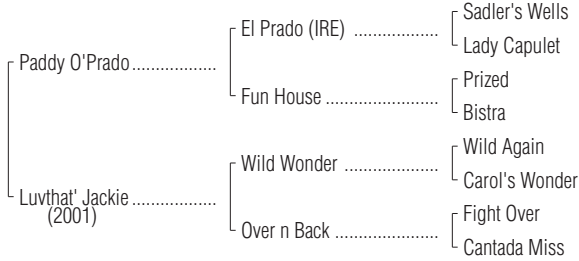 Sadler's Wells
El Prado (IRE) ..................
Lady Capulet
Paddy O'Prado..................
Prized
Fun House ........................
Bistra
Wild Again
Wild Wonder ....................
Carol's Wonder
Luvthat' Jackie..................
(2001)
Fight Over
Over n Back ......................
Cantada Miss